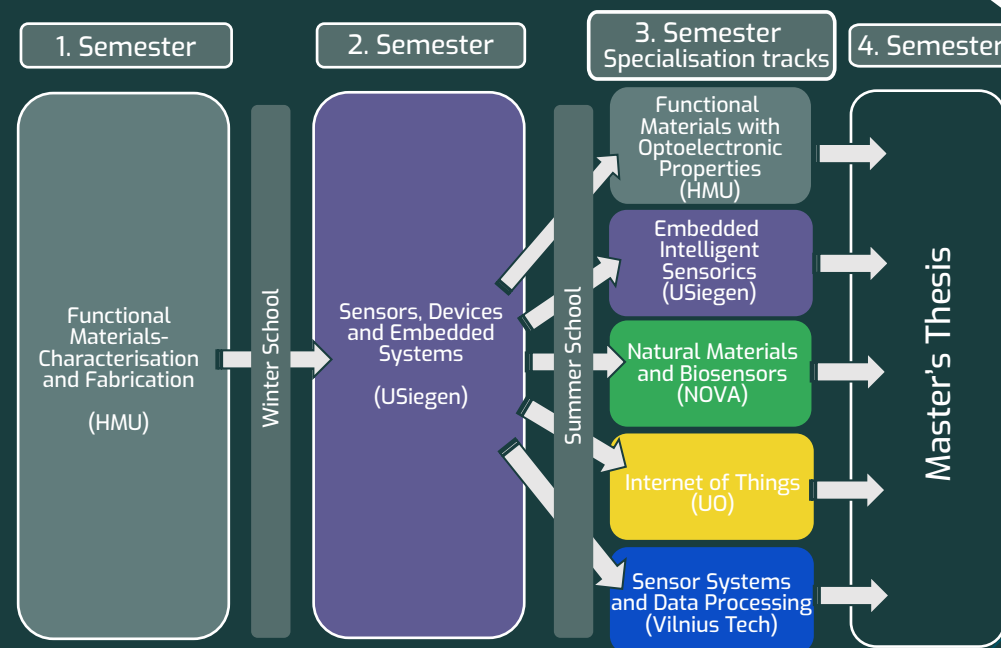 1. Semester
2. Semester
3. Semester
Specialisation tracks
4. Semester
Functional
Materials-
Characterisation
and Fabrication
(HMU)
Winter School
Sensors, Devices
and Embedded
Systems
(USiegen)
Summer School
Functional
Materials with
Optoelectronic
Properties
(HMU)
Embedded
Intelligent
Sensorics
(USiegen)
Natural Materials
and Biosensors
(NOVA)
Internet of Things
(UO)
Sensor Systems
and Data Processing
(Vilnius Tech)
Master's Thesis